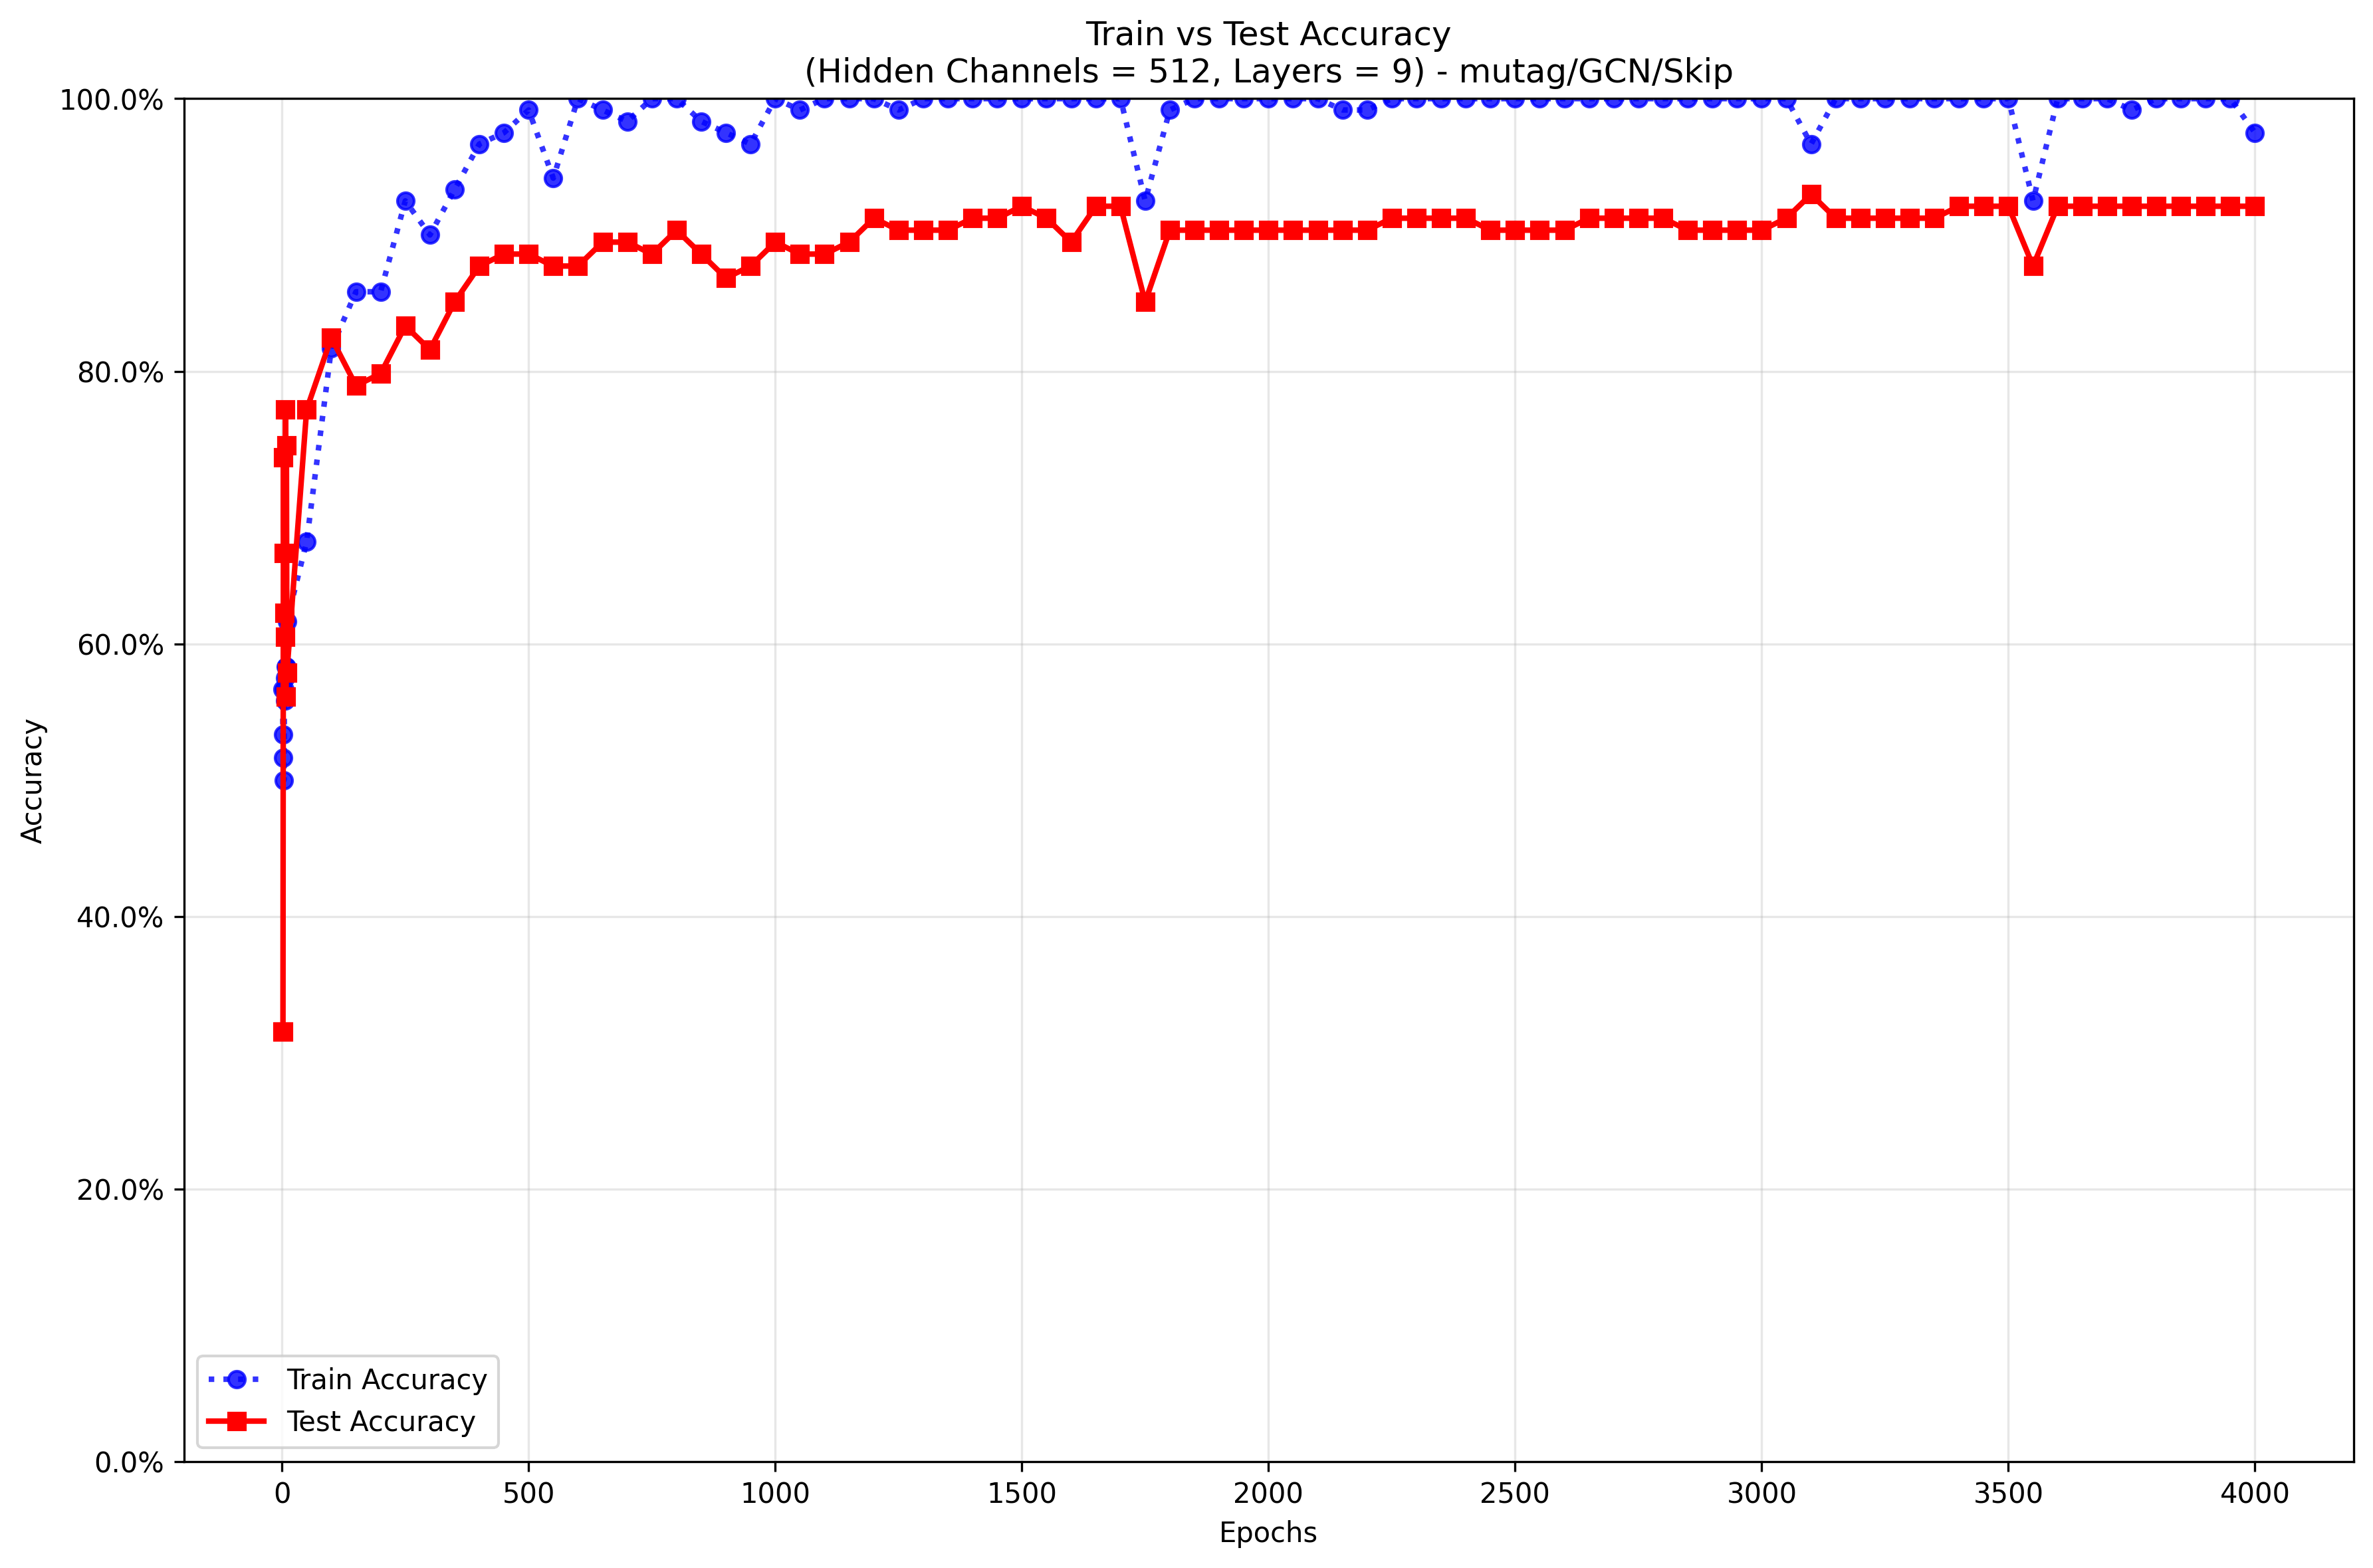 Train vs Test Accuracy
(Hidden Channels = 512, Layers = 9) - mutag/GCN/Skip
100.0%
80.0%
60.0%
40.0%
20.0%
0.0%
Accuracy
Train Accuracy
Test Accuracy
0 500 1000 1500 2000 2500 3000 3500 4000
Epochs